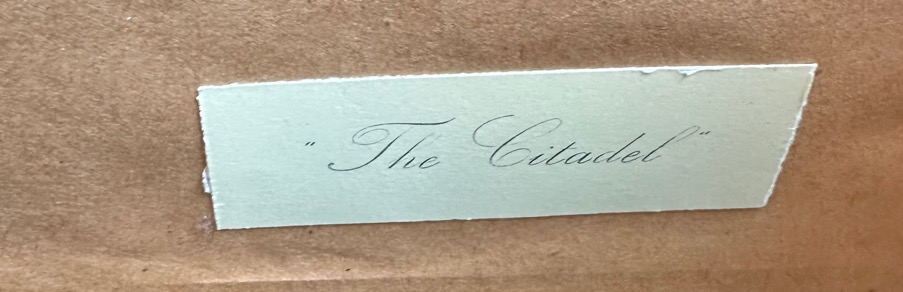 " The Citadel "